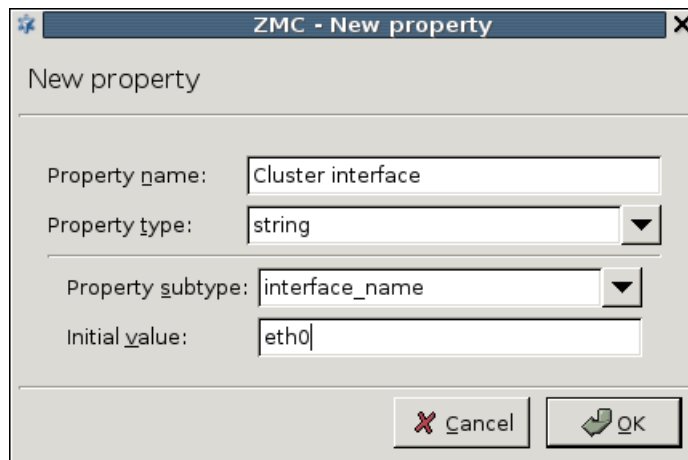 ZMC - New property
New property
Property name: Cluster interface
Property type: string
Property subtype: interface_name
Initial value: eth0
Cancel OK